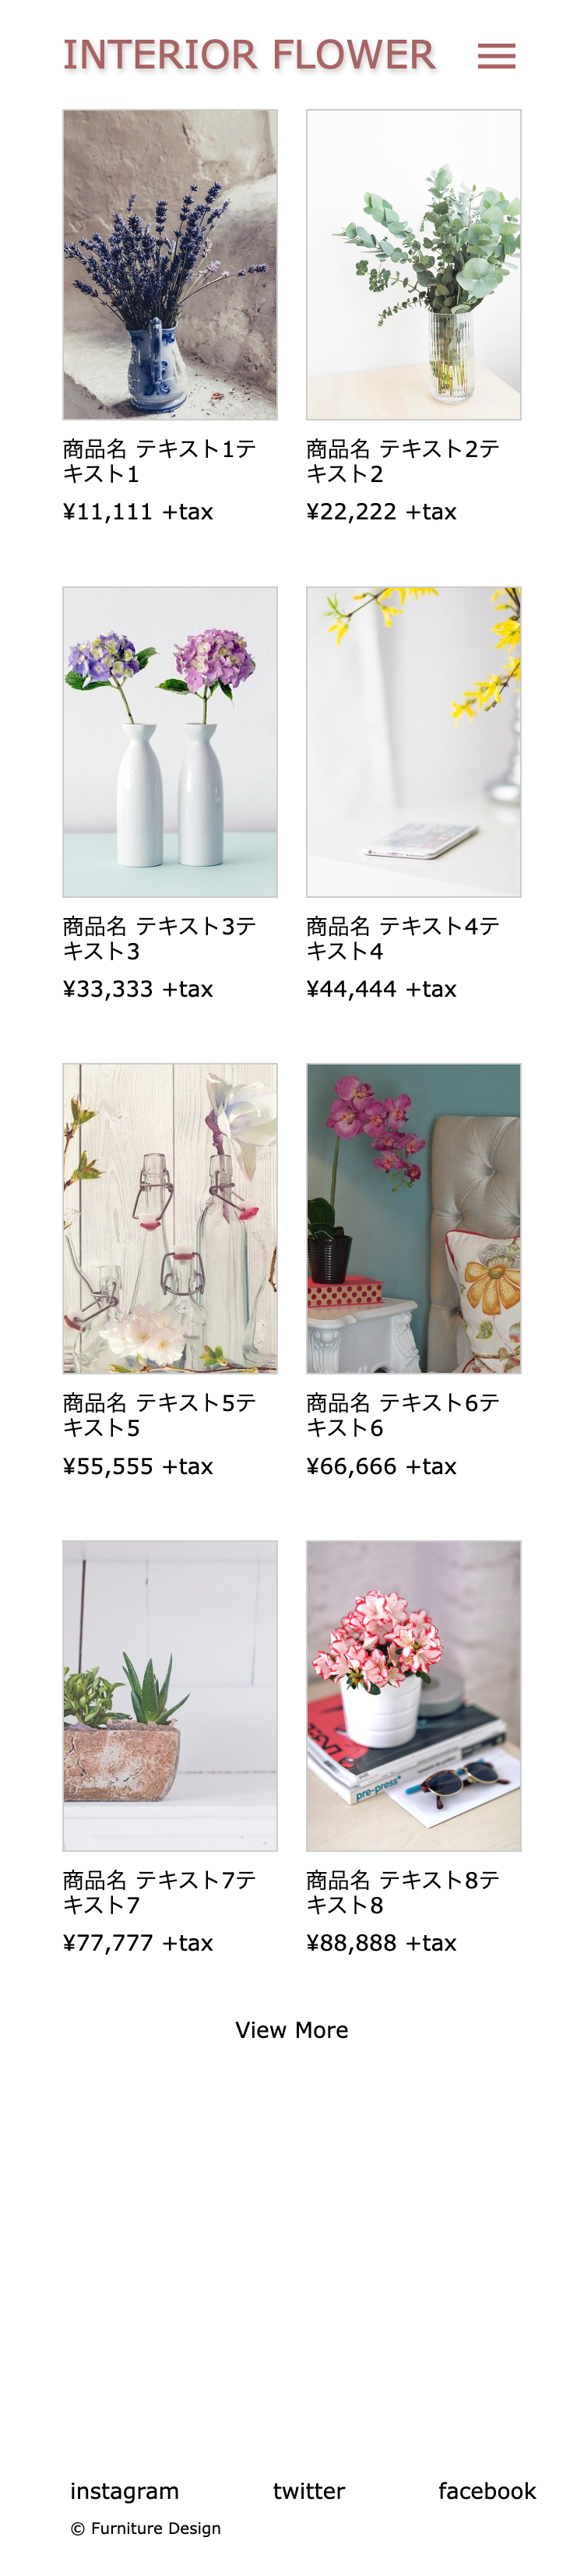 INTERIOR FLOWER
商品名 テキスト1テ
キスト1
¥11,111 +tax
商品名 テキスト2テ
キスト2
¥22,222 +tax
商品名 テキスト3テ
キスト3
¥33,333 +tax
商品名 テキスト4テ
キスト4
¥44,444 +tax
商品名 テキスト5テ
キスト5
¥55,555 +tax
商品名 テキスト6テ
キスト6
¥66,666 +tax
商品名 テキスト7テ
キスト7
¥77,777 +tax
pre-press
商品名 テキスト8テ
キスト8
¥88,888 +tax
View More
instagram twitter facebook
© Furniture Design